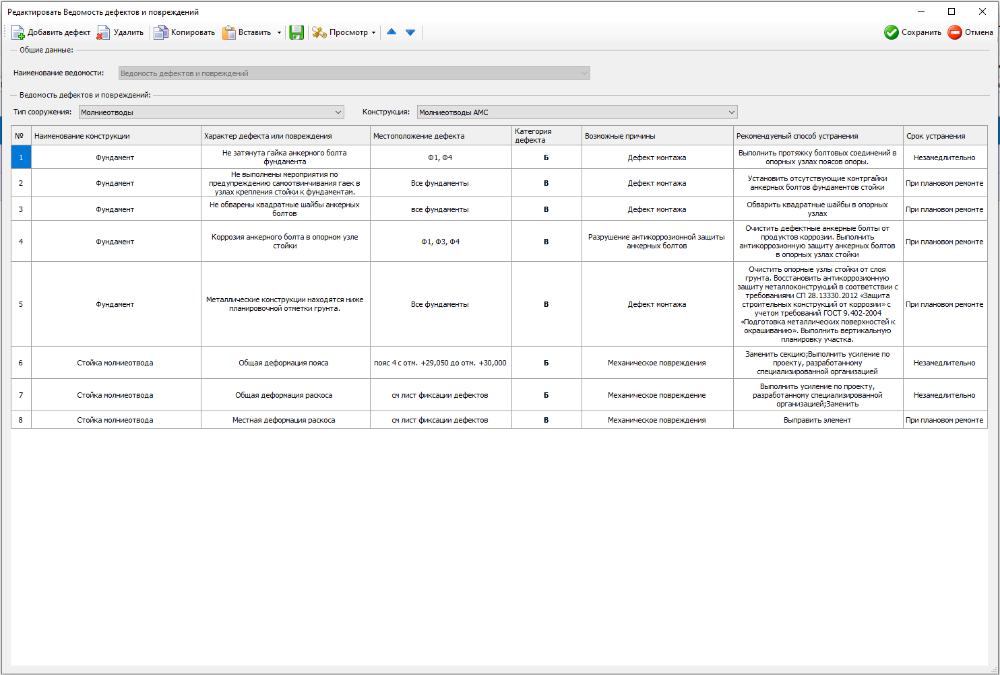 Редактировать Ведомость дефектов и повреждений
Добавить дефект Удалить Копировать Вставить Просмотр Сохранить Отмена
Общие данные:
Наименование ведомости: Ведомость дефектов и повреждений
Ведомость дефектов и повреждений:
Тип сооружения: Молниеотводы Конструкция: Молниеотводы АМС
№ Наименование конструкции Характер дефекта или повреждения Местоположение дефекта Категория дефекта Возможные причины Рекомендуемый способ устранения Срок устранения
1 Фундамент Не затянута гайка анкерного болта фундамента Ф1, Ф4 Б Дефект монтажа Выполнить протяжку болтовых соединений в опорных узлах поясов опоры. Незамедлительно
2 Фундамент Не выполнены мероприятия по предупреждению самоотвинчивания гаек в узлах крепления стойки к фундаментам. Все фундаменты В Дефект монтажа Установить отсутствующие контргайки анкерных болтов фундаментов стойки При плановом ремонте
3 Фундамент Не обварены квадратные шайбы анкерных болтов все фундаменты В Дефект монтажа Обварить квадратные шайбы в опорных узлах При плановом ремонте
4 Фундамент Коррозия анкерного болта в опорном узле стойки Ф1, Ф3, Ф4 В Разрушение антикоррозионной защиты анкерных болтов Очистить дефектные анкерные болты от продуктов коррозии. Выполнить антикоррозионную защиту анкерных болтов в опорных узлах стойки При плановом ремонте
5 Фундамент Металлические конструкции находятся ниже планировочной отметки грунта. Все фундаменты В Дефект монтажа Очистить опорные узлы стойки от слоя грунта. Восстановить антикоррозионную защиту металлоконструкций в соответствии с требованиями СП 28.13330.2012 «Защита строительных конструкций от коррозии» с учетом требований ГОСТ 9.402-2004 «Подготовка металлических поверхностей к окрашиванию». Выполнить вертикальную планировку участка. При плановом ремонте
6 Стойка молниеотвода Общая деформация пояса пояс 4 с отм. +29,050 до отм. +30,000 Б Механическое повреждения Заменить секцию;Выполнить усиление по проекту, разработанному специализированной организацией Незамедлительно
7 Стойка молниеотвода Общая деформация раскоса см лист фиксации дефектов Б Механическое повреждение Выполнить усиление по проекту, разработанному специализированной организацией;Заменить Незамедлительно
8 Стойка молниеотвода Местная деформация раскоса см лист фиксации дефектов В Механическое повреждения Выправить элемент При плановом ремонте